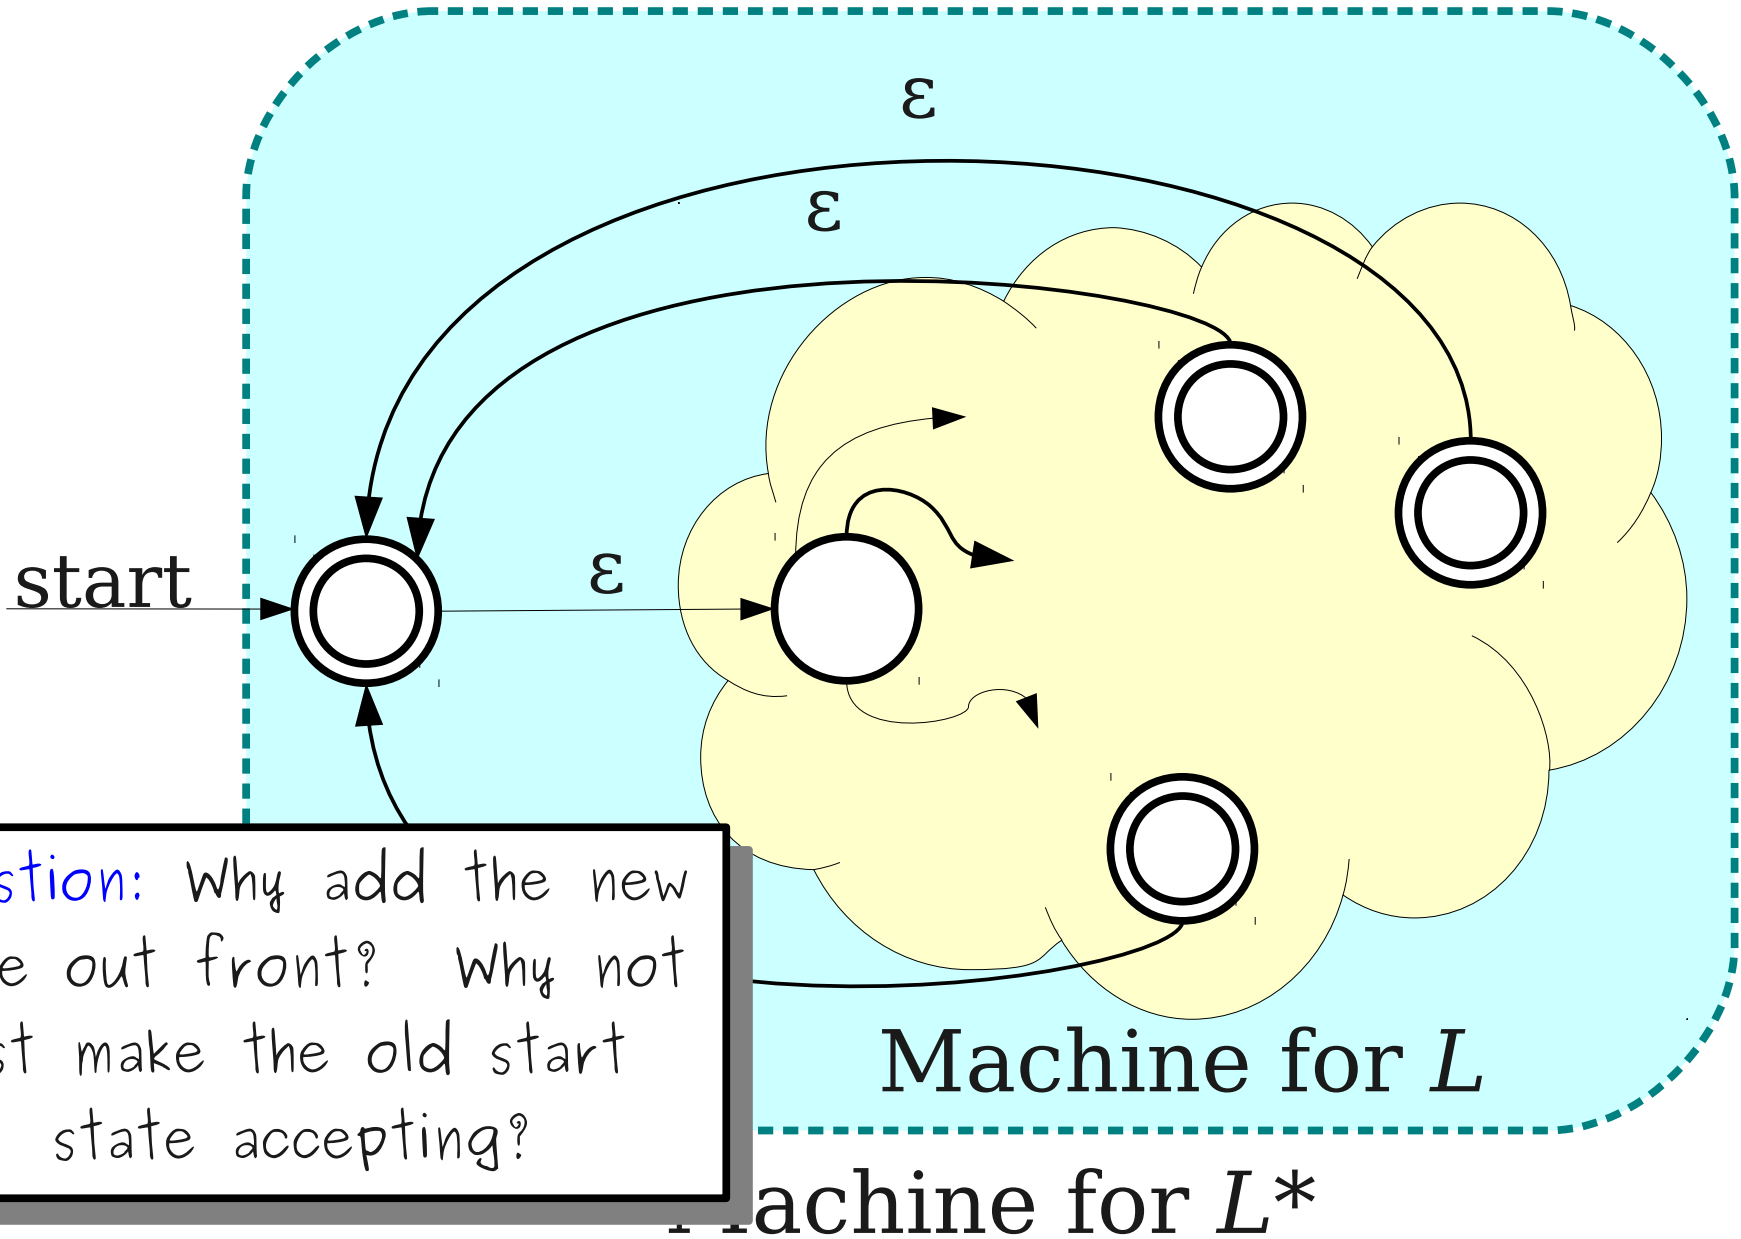 ε
ε
ε
start
stion: Why add the new
e out front? Why not
st make the old start
state accepting?
Machine for L
achine for L*